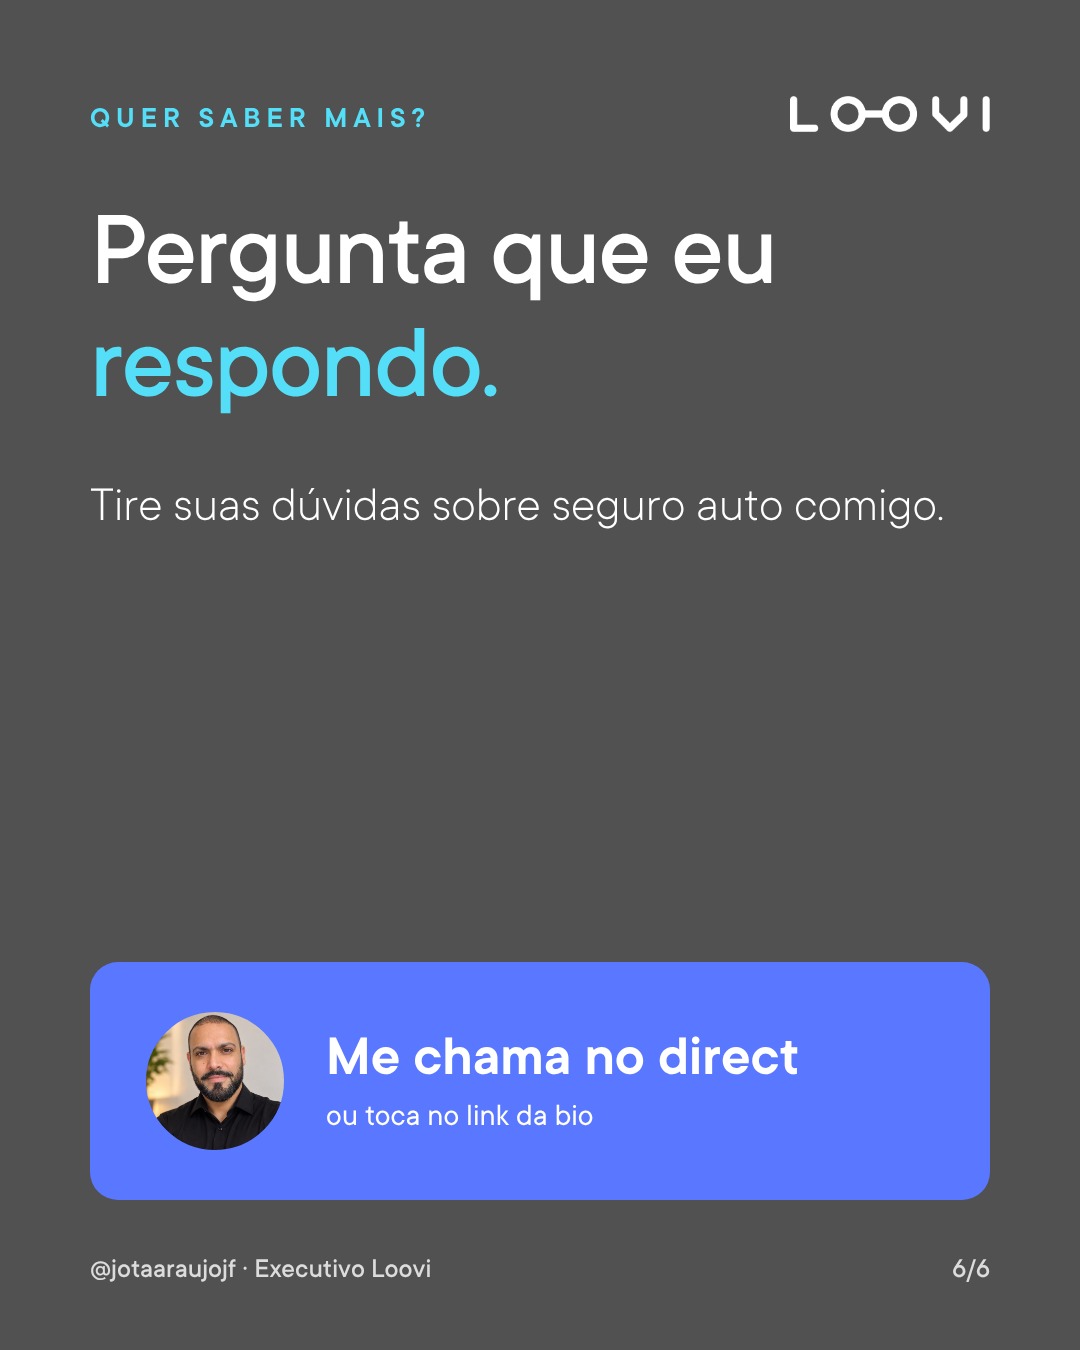 QUER SABER MAIS?
LOOVI
Pergunta que eu
respondo.
Tire suas dúvidas sobre seguro auto comigo.
Me chama no direct
ou toca no link da bio
@jotaaraujojf · Executivo Loovi
6/6